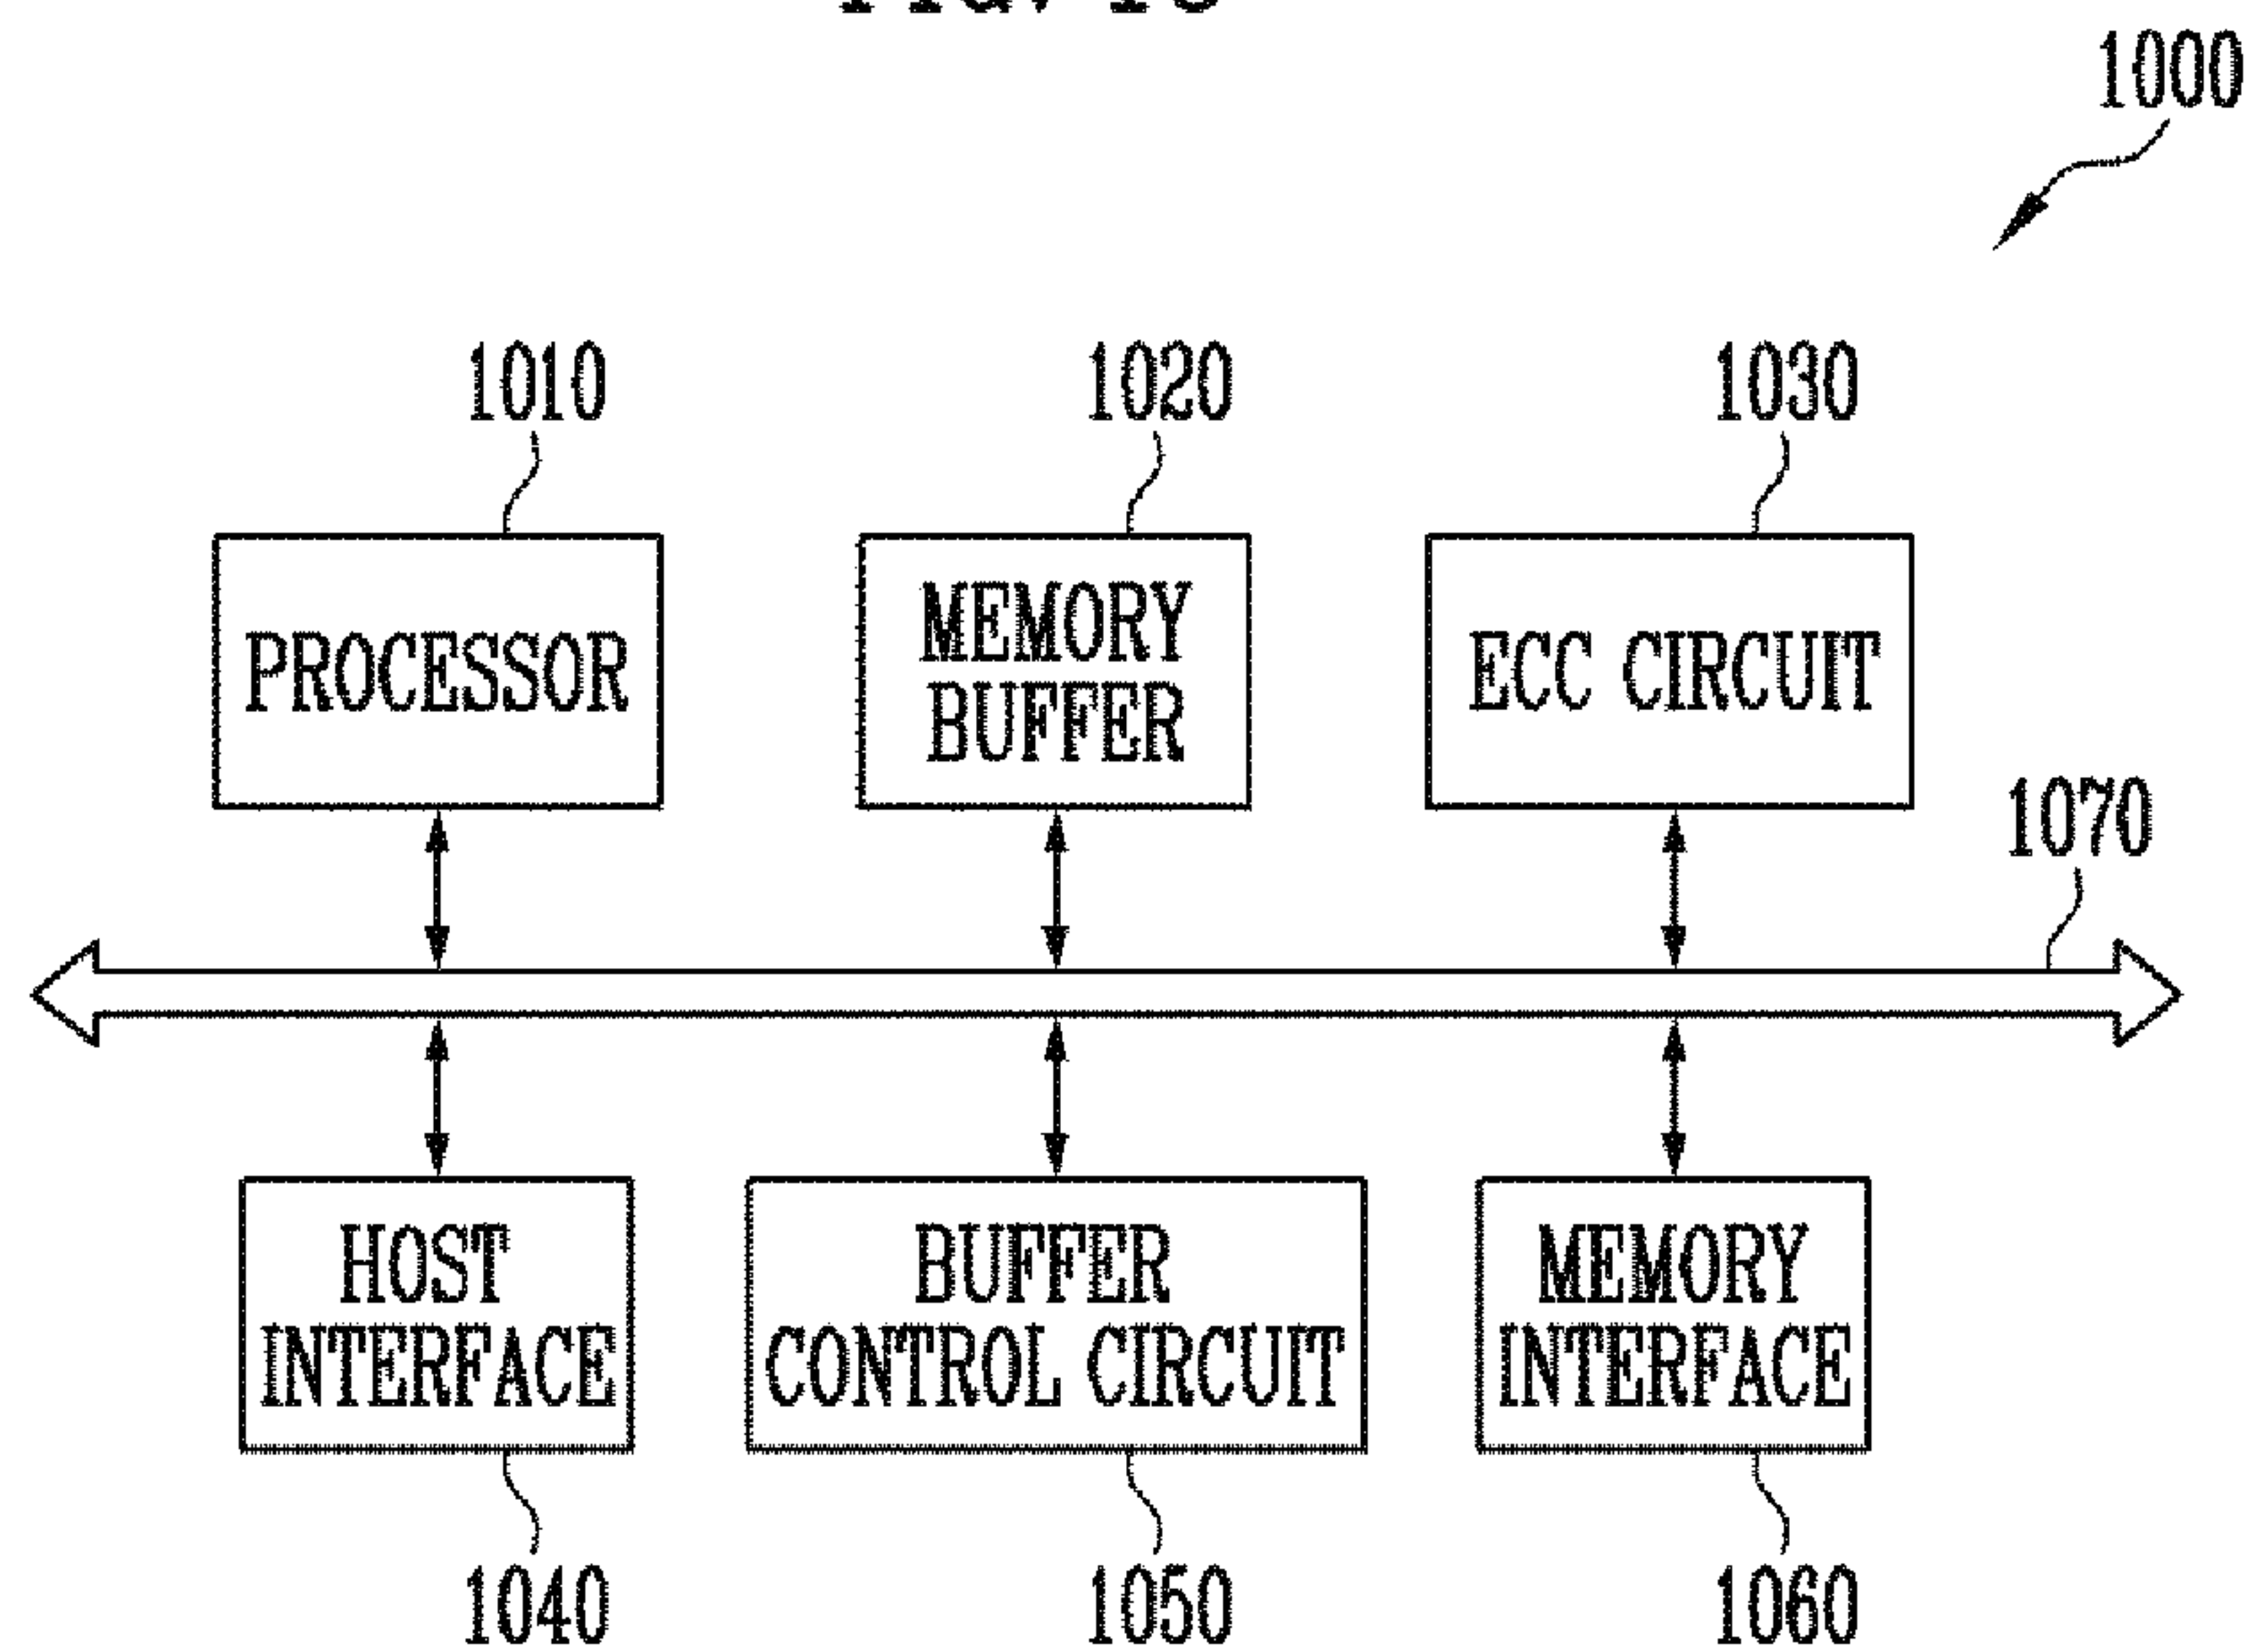 1000
1010
1020
1030
PROCESSOR
MEMORY
BUFFER
ECC CIRCUIT
1070
HOST
INTERFACE
BUFFER
CONTROL CIRCUIT
MEMORY
INTERFACE
1040
1050
1060